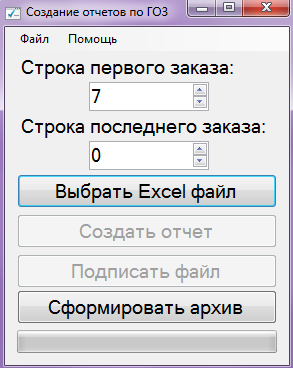 Создание отчетов по ГОЗ
Файл Помощь
Строка первого заказа:
7
Строка последнего заказа:
0
Выбрать Excel файл
Создать отчет
Подписать файл
Сформировать архив